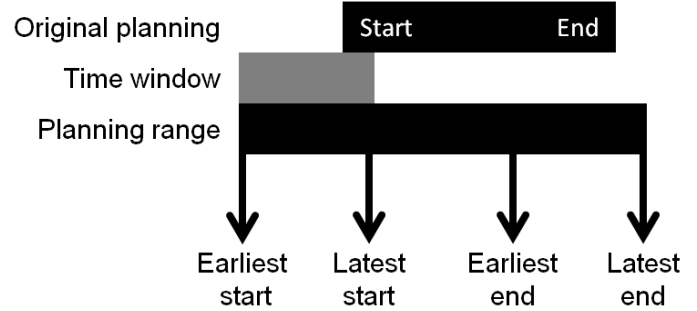 Original planning
Start End
Time window
Planning range
Earliest start
Latest start
Earliest end
Latest end